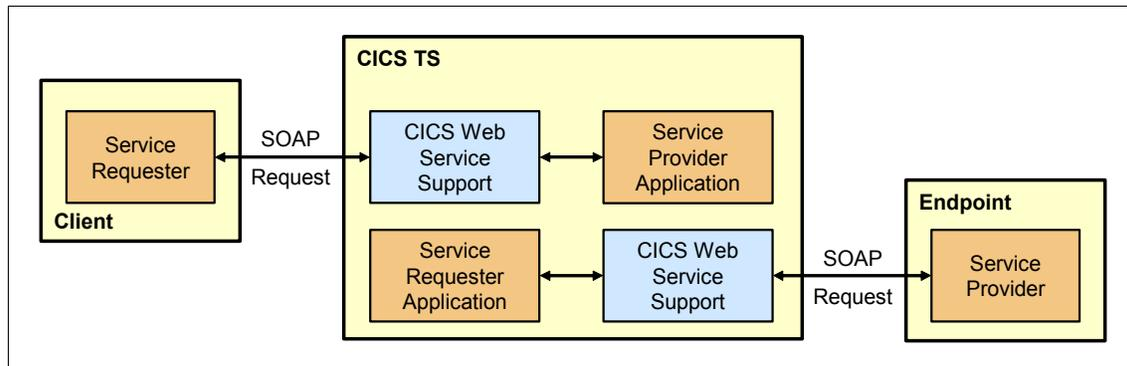 CICS TS
Service
Requester
Client
SOAP
Request
CICS Web
Service
Support
Service
Provider
Application
Service
Requester
Application
CICS Web
Service
Support
SOAP
Request
Endpoint
Service
Provider